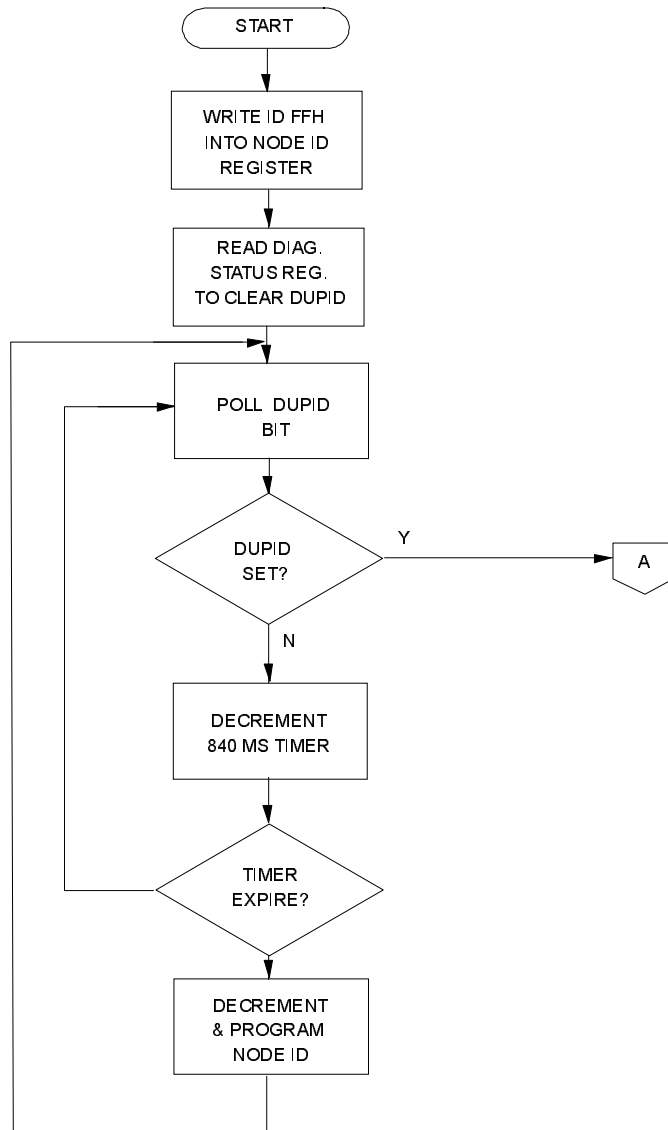 START
WRITE ID FFH
INTO NODE ID
REGISTER
READ DIAG.
STATUS REG.
TO CLEAR DUPID
POLL DUPID
BIT
DUPID
SET?
Y
A
N
DECREMENT
840 MS TIMER
TIMER
EXPIRE?
DECREMENT
& PROGRAM
NODE ID